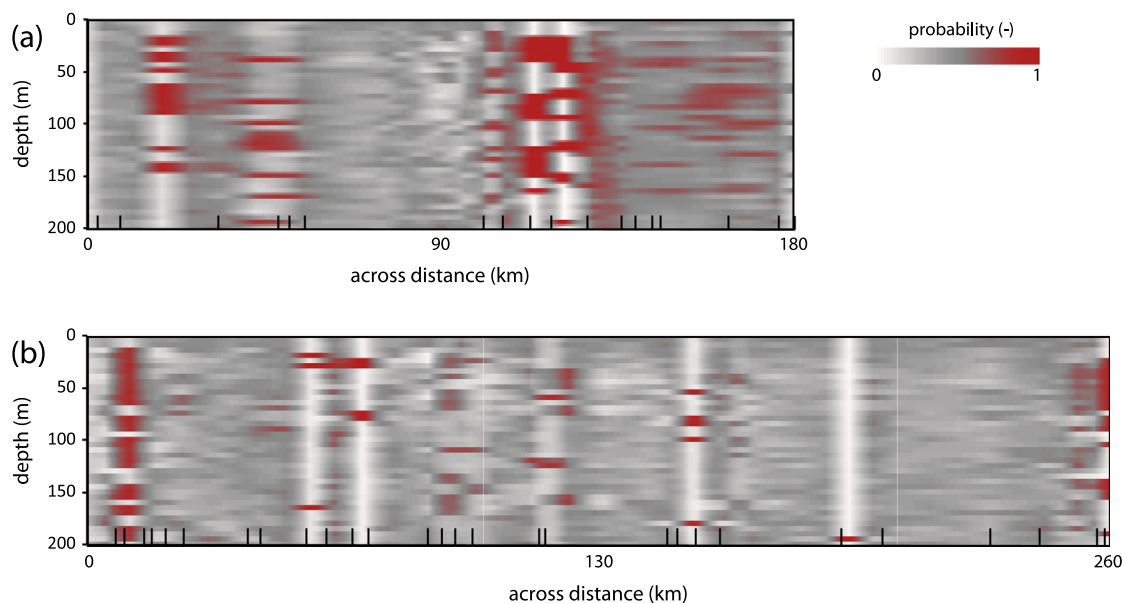 (a)
depth (m)
0
50
100
150
200
0 90 180
across distance (km)
probability (-)
0 1
(b)
depth (m)
0
50
100
150
200
0 130 260
across distance (km)